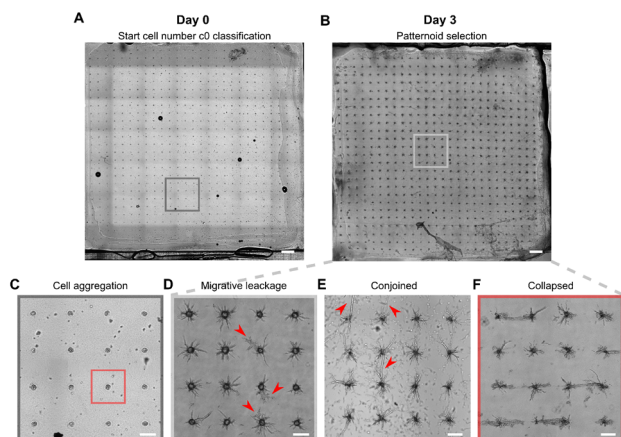 A
Day 0
Start cell number c0 classification
B
Day 3
Patternoid selection
C
Cell aggregation
D
Migrative leackage
E
Conjoined
F
Collapsed